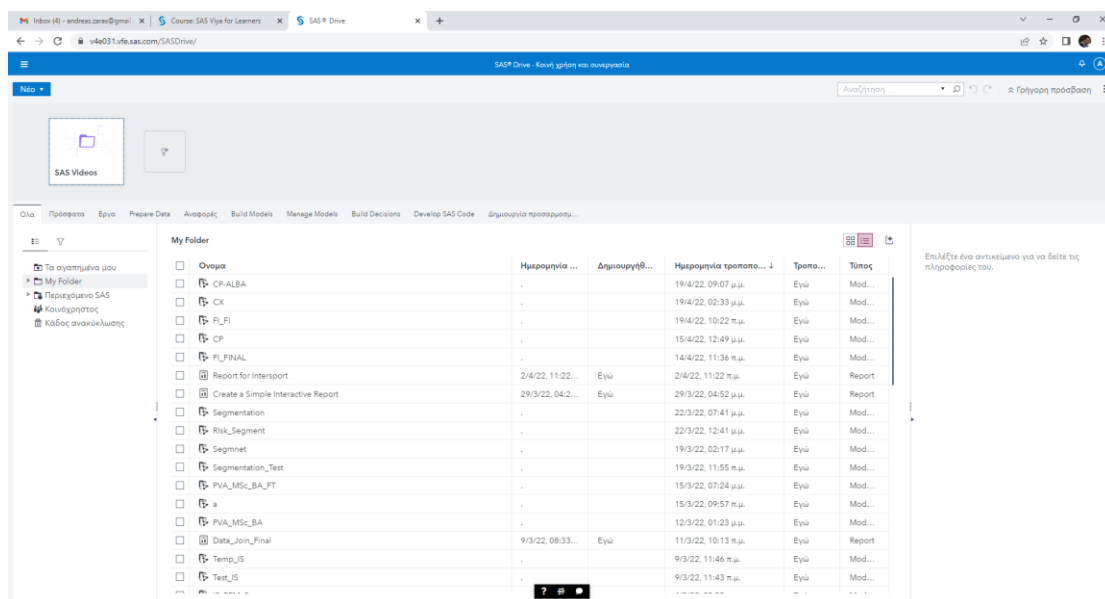 Inbox (4) - andreas.zaras@gmail.c
Course: SAS Viya for Learners
SAS® Drive
v4e031.vfe.sas.com/SASDrive/
SAS® Drive - Κοινή χρήση και συνεργασία
A
Νέο
Αναζήτηση
Γρήγορη πρόσβαση
SAS Videos
Όλα Πρόσφατα Έργα Prepare Data Αναφορές Build Models Manage Models Build Decisions Develop SAS Code Δημιουργία προσαρμοσμ...
My Folder
Τα αγαπημένα μου
My Folder
Περιεχόμενο SAS
Κοινόχρηστος
Κάδος ανακύκλωσης
Όνομα Ημερομηνία ... Δημιουργήθ... Ημερομηνία τροποπο... ↓ Τροπο... Τύπος
CP-ALBA . 19/4/22, 09:07 μ.μ. Εγώ Mod...
CX . 19/4/22, 02:33 μ.μ. Εγώ Mod...
FI_FI . 19/4/22, 10:22 π.μ. Εγώ Mod...
CP . 15/4/22, 12:49 μ.μ. Εγώ Mod...
FI_FINAL . 14/4/22, 11:36 π.μ. Εγώ Mod...
Report for Intersport 2/4/22, 11:22... Εγώ 2/4/22, 11:22 π.μ. Εγώ Report
Create a Simple Interactive Report 29/3/22, 04:2... Εγώ 29/3/22, 04:52 μ.μ. Εγώ Report
Segmentation . 22/3/22, 07:41 μ.μ. Εγώ Mod...
RIsk_Segment . 22/3/22, 12:41 μ.μ. Εγώ Mod...
Segmnet . 19/3/22, 02:17 μ.μ. Εγώ Mod...
Segmentation_Test . 19/3/22, 11:55 π.μ. Εγώ Mod...
PVA_MSc_BA_FT . 15/3/22, 07:24 μ.μ. Εγώ Mod...
a . 15/3/22, 09:57 π.μ. Εγώ Mod...
PVA_MSc_BA . 12/3/22, 01:23 μ.μ. Εγώ Mod...
Data_Join_Final 9/3/22, 08:33... Εγώ 11/3/22, 10:13 π.μ. Εγώ Report
Temp_IS . 9/3/22, 11:46 π.μ. Εγώ Mod...
Test_IS . 9/3/22, 11:43 π.μ. Εγώ Mod...
Επιλέξτε ένα αντικείμενο για να δείτε τις
πληροφορίες του.